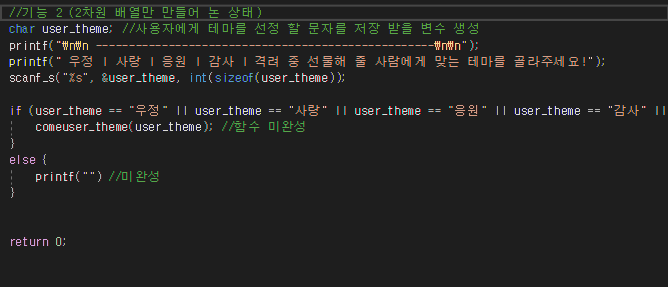 //기능 2 (2차원 배열만 만들어 논 상태)
char user_theme; //사용자에게 테마를 선정 할 문자를 저장 받을 변수 생성
printf("₩n₩n ----------------------------------------------------₩n₩n");
printf(" 우정 | 사랑 | 응원 | 감사 | 격려 중 선물해 줄 사람에게 맞는 테마를 골라주세요!");
scanf_s("%s", &user_theme, int(sizeof(user_theme));
if (user_theme == "우정" || user_theme == "사랑" || user_theme == "응원" || user_theme == "감사" ||
comeuser_theme(user_theme); //함수 미완성
}
else {
printf("") //미완성
}
return 0;